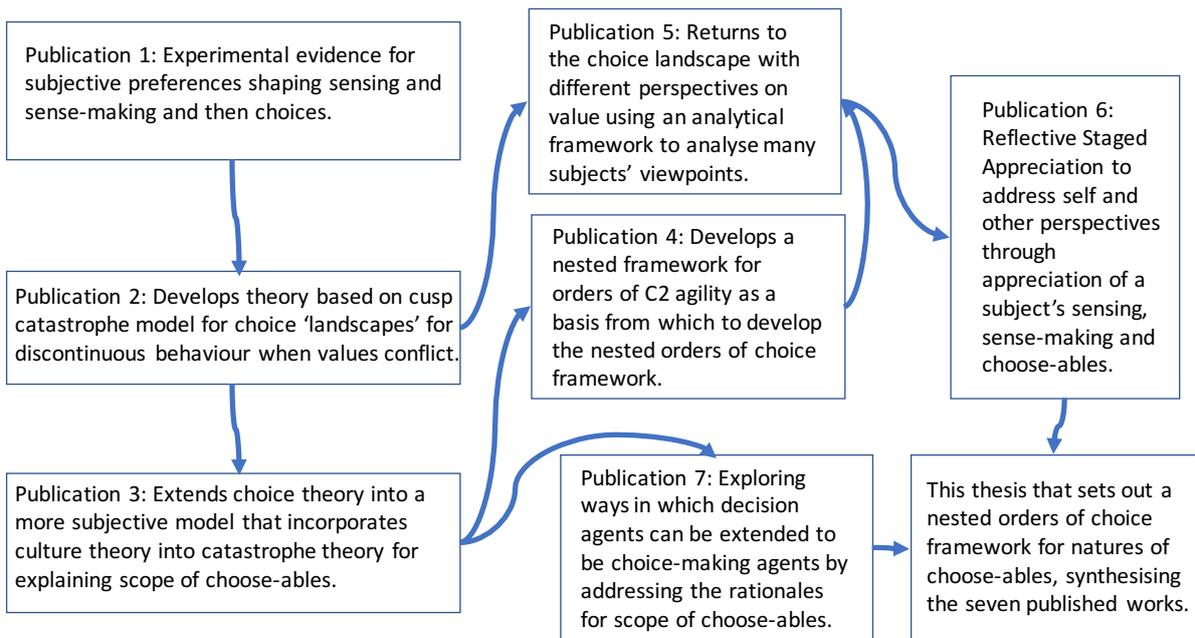 Publication 1: Experimental evidence for
subjective preferences shaping sensing and
sense-making and then choices.
Publication 2: Develops theory based on cusp
catastrophe model for choice ‘landscapes’ for
discontinuous behaviour when values conflict.
Publication 3: Extends choice theory into a
more subjective model that incorporates
culture theory into catastrophe theory for
explaining scope of choose-ables.
Publication 5: Returns to
the choice landscape with
different perspectives on
value using an analytical
framework to analyse many
subjects’ viewpoints.
Publication 4: Develops a
nested framework for
orders of C2 agility as a
basis from which to develop
the nested orders of choice
framework.
Publication 7: Exploring
ways in which decision
agents can be extended to
be choice-making agents by
addressing the rationales
for scope of choose-ables.
Publication 6:
Reflective Staged
Appreciation to
address self and
other perspectives
through
appreciation of a
subject’s sensing,
sense-making and
choose-ables.
This thesis that sets out a
nested orders of choice
framework for natures of
choose-ables, synthesising
the seven published works.